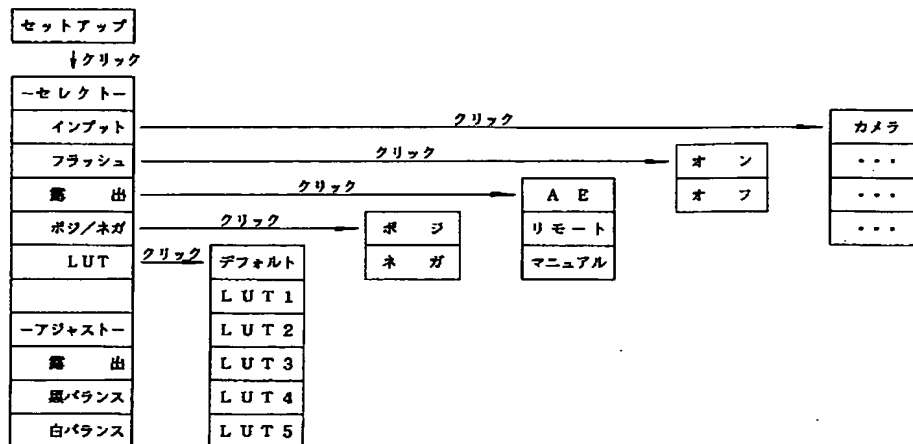 セットアップ
クリック
ーセレクトー
インプット
クリック
カメラ
・・・
・・・
・・・
フラッシュ
クリック
オン
オフ
露出
クリック
AE
リモート
マニュアル
ポジ/ネガ
クリック
ポジ
ネガ
LUT
クリック
デフォルト
LUT1
LUT2
LUT3
LUT4
LUT5
ーアジャストー
露出
黒バランス
白バランス